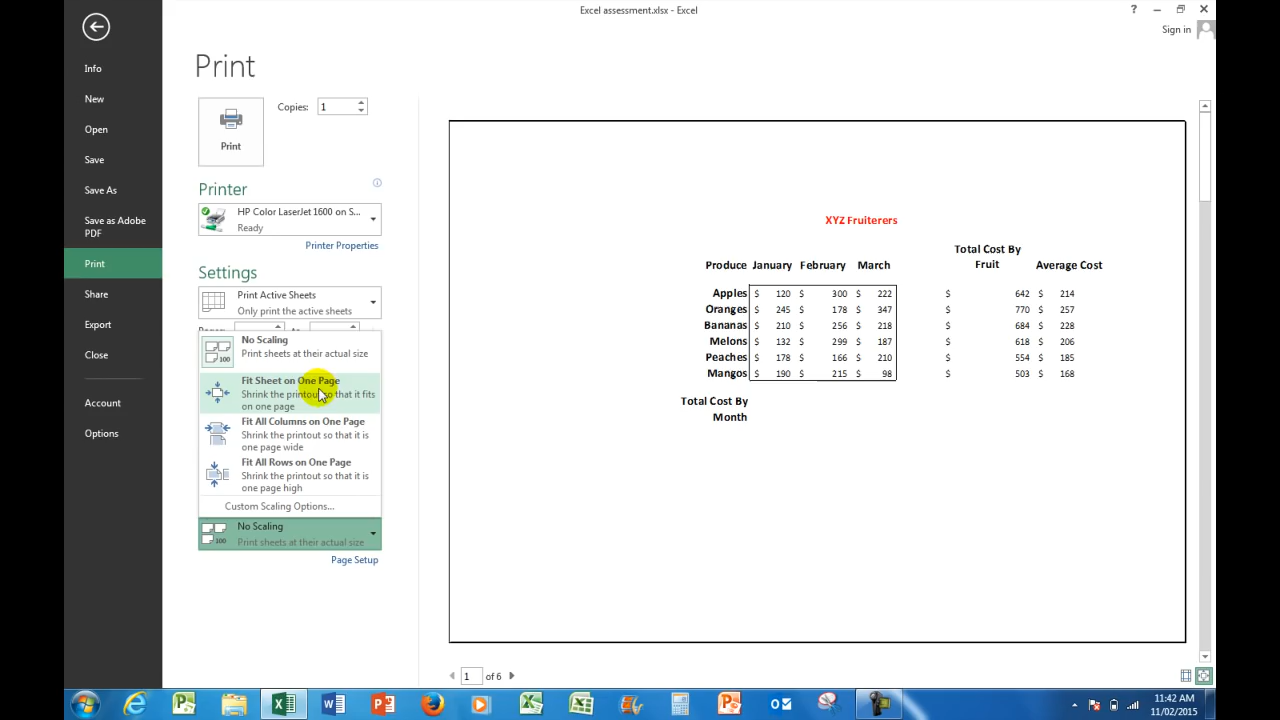 Excel assessment.xlsx - Excel
?
Sign in
Info
New
Open
Save
Save As
Save as Adobe
PDF
Print
Share
Export
Close
Account
Options
Print
Print
Copies: 1
Printer
HP Color LaserJet 1600 on S...
Ready
Printer Properties
Settings
Print Active Sheets
Only print the active sheets
No Scaling
Print sheets at their actual size
Fit Sheet on One Page
Shrink the printout so that it fits
on one page
Fit All Columns on One Page
Shrink the printout so that it is
one page wide
Fit All Rows on One Page
Shrink the printout so that it is
one page high
Custom Scaling Options...
No Scaling
Print sheets at their actual size
Page Setup
XYZ Fruiterers
Total Cost By
Fruit
Produce January February March Average Cost
Apples $ 120 $ 300 $ 222 $ 642 $ 214
Oranges $ 245 $ 178 $ 347 $ 770 $ 257
Bananas $ 210 $ 256 $ 218 $ 684 $ 228
Melons $ 132 $ 299 $ 187 $ 618 $ 206
Peaches $ 178 $ 166 $ 210 $ 554 $ 185
Mangos $ 190 $ 215 $ 98 $ 503 $ 168
Total Cost By
Month
1 of 6
11:42 AM
11/02/2015